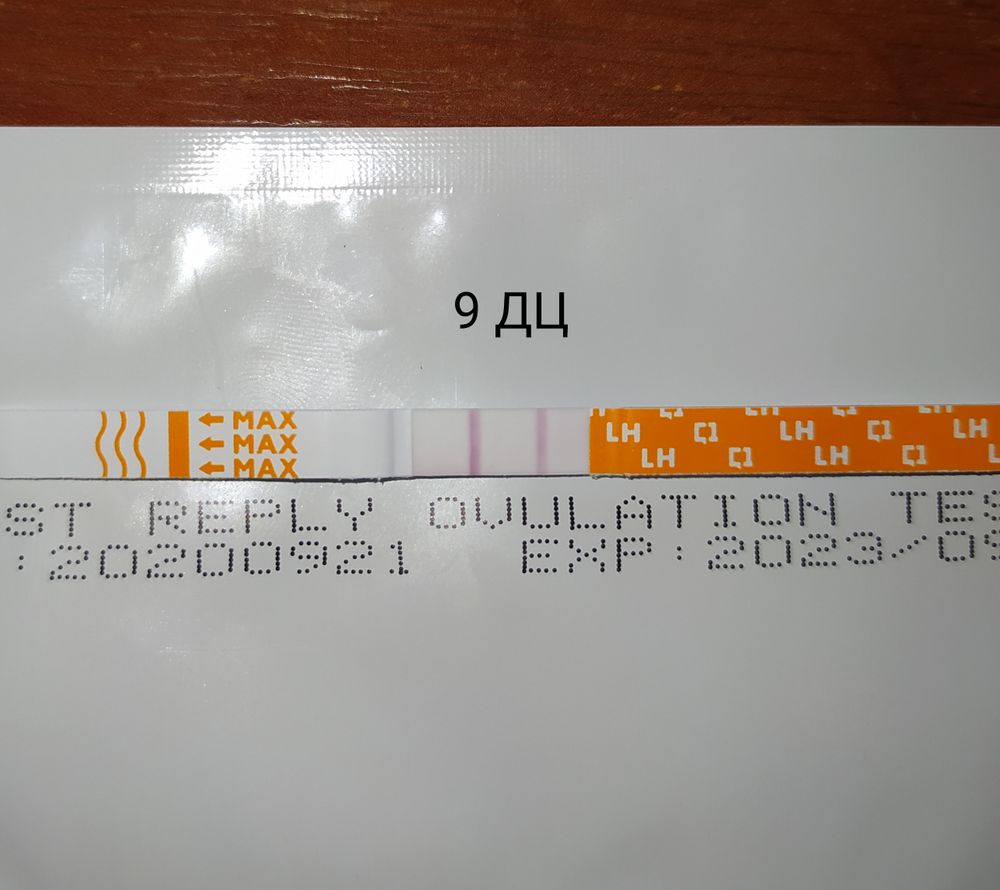 9 ДЦ
MAX
MAX
MAX
LH LH LH
LH LH
ST REPLY OVULATION TES
:20200921 EXP:2023/09